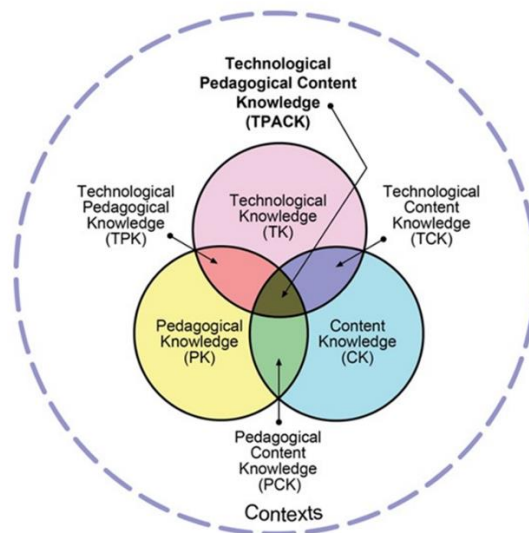 Technological
Pedagogical Content
Knowledge
(TPACK)
Technological
Pedagogical
Knowledge
(TPK)
Technological
Knowledge
(TK)
Technological
Content
Knowledge
(TCK)
Pedagogical
Knowledge
(PK)
Content
Knowledge
(CK)
Pedagogical
Content
Knowledge
(PCK)
Contexts